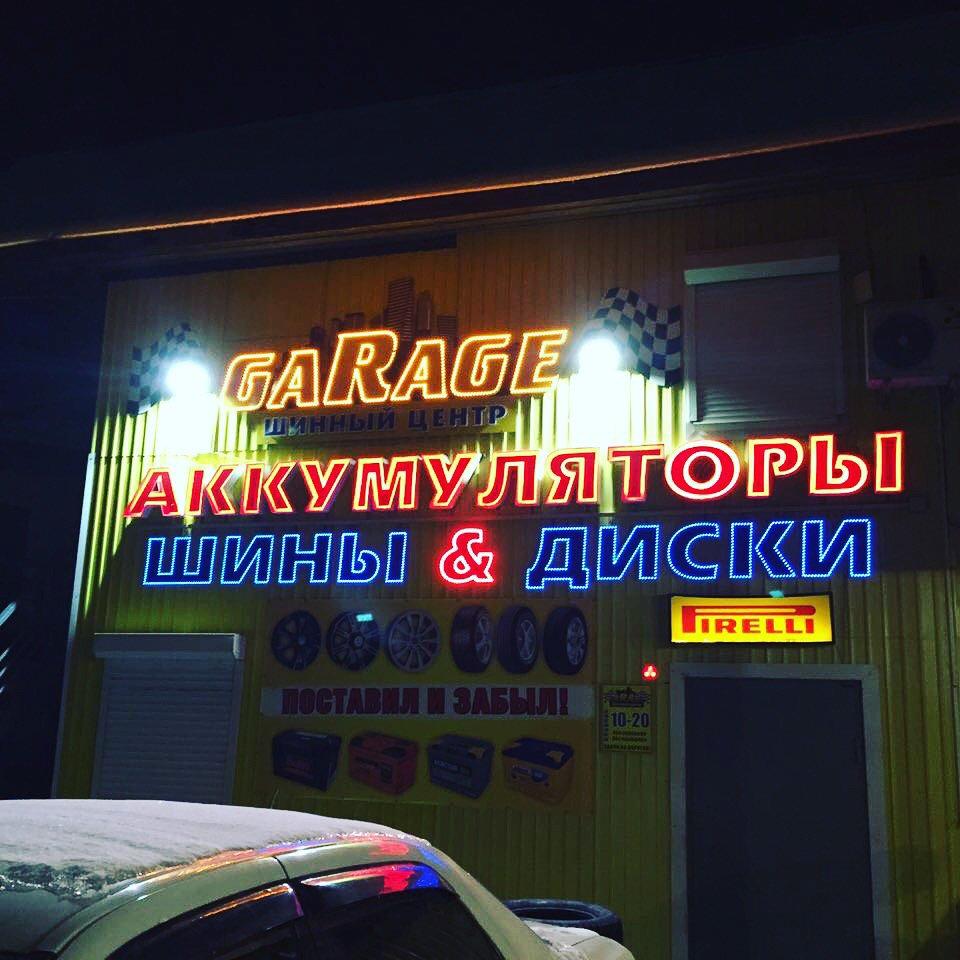 GARAGE
ШИННЫЙ ЦЕНТР
АККУМУЛЯТОРЫ
ШИНЫ & ДИСКИ
PIRELLI
ПОСТАВИЛ И ЗАБЫЛ!
10-20